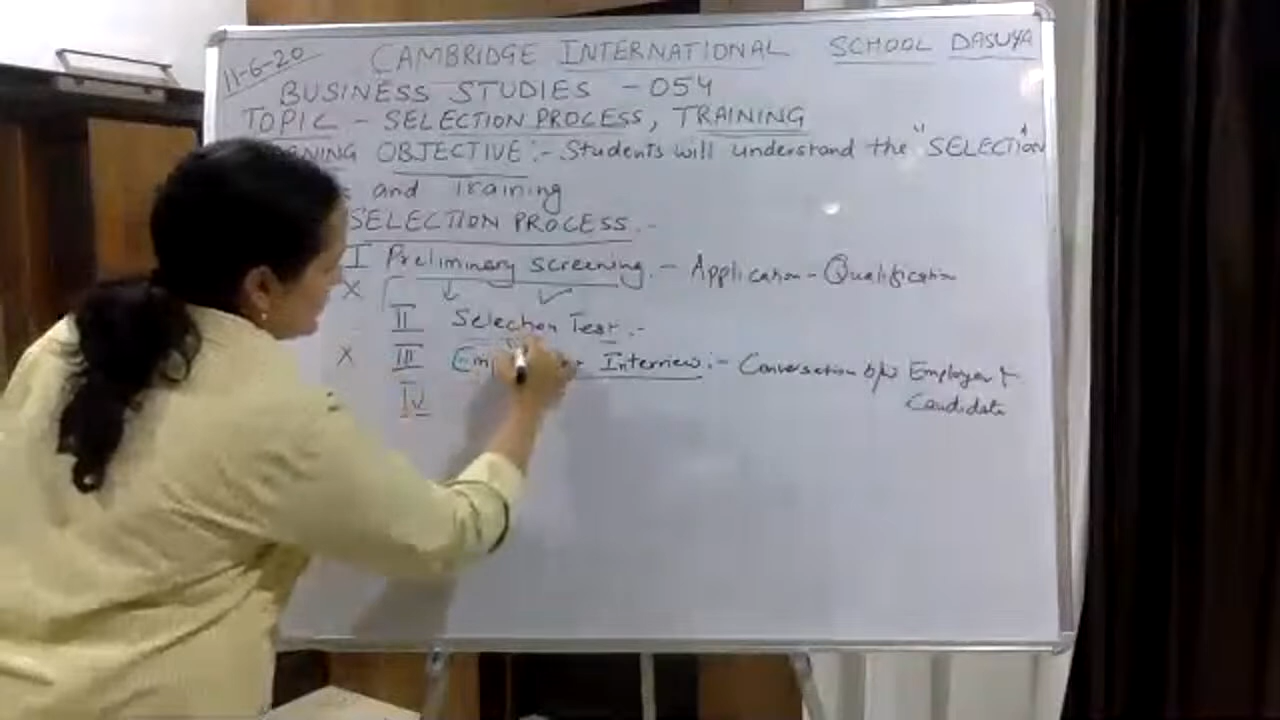 11-6-20
CAMBRIDGE INTERNATIONAL SCHOOL DASUYA
BUSINESS STUDIES - 054
TOPIC - SELECTION PROCESS, TRAINING
OBJECTIVE :- Students will understand the "SELECTION
and Training
SELECTION PROCESS :-
I Preliminary screening. - Application - Qualification
X
II Selection Test :-
X III Interview :- Conversation b/w Employer &
Candidate
IV